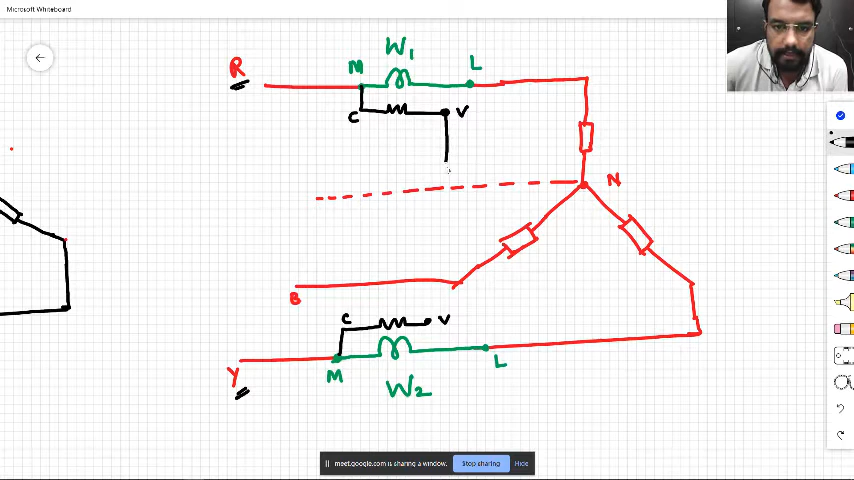 Microsoft Whiteboard
W1
R
M
L
C
V
N
B
C
V
Y
M
L
W2
meet.google.com is sharing a window.
Stop sharing
Hide